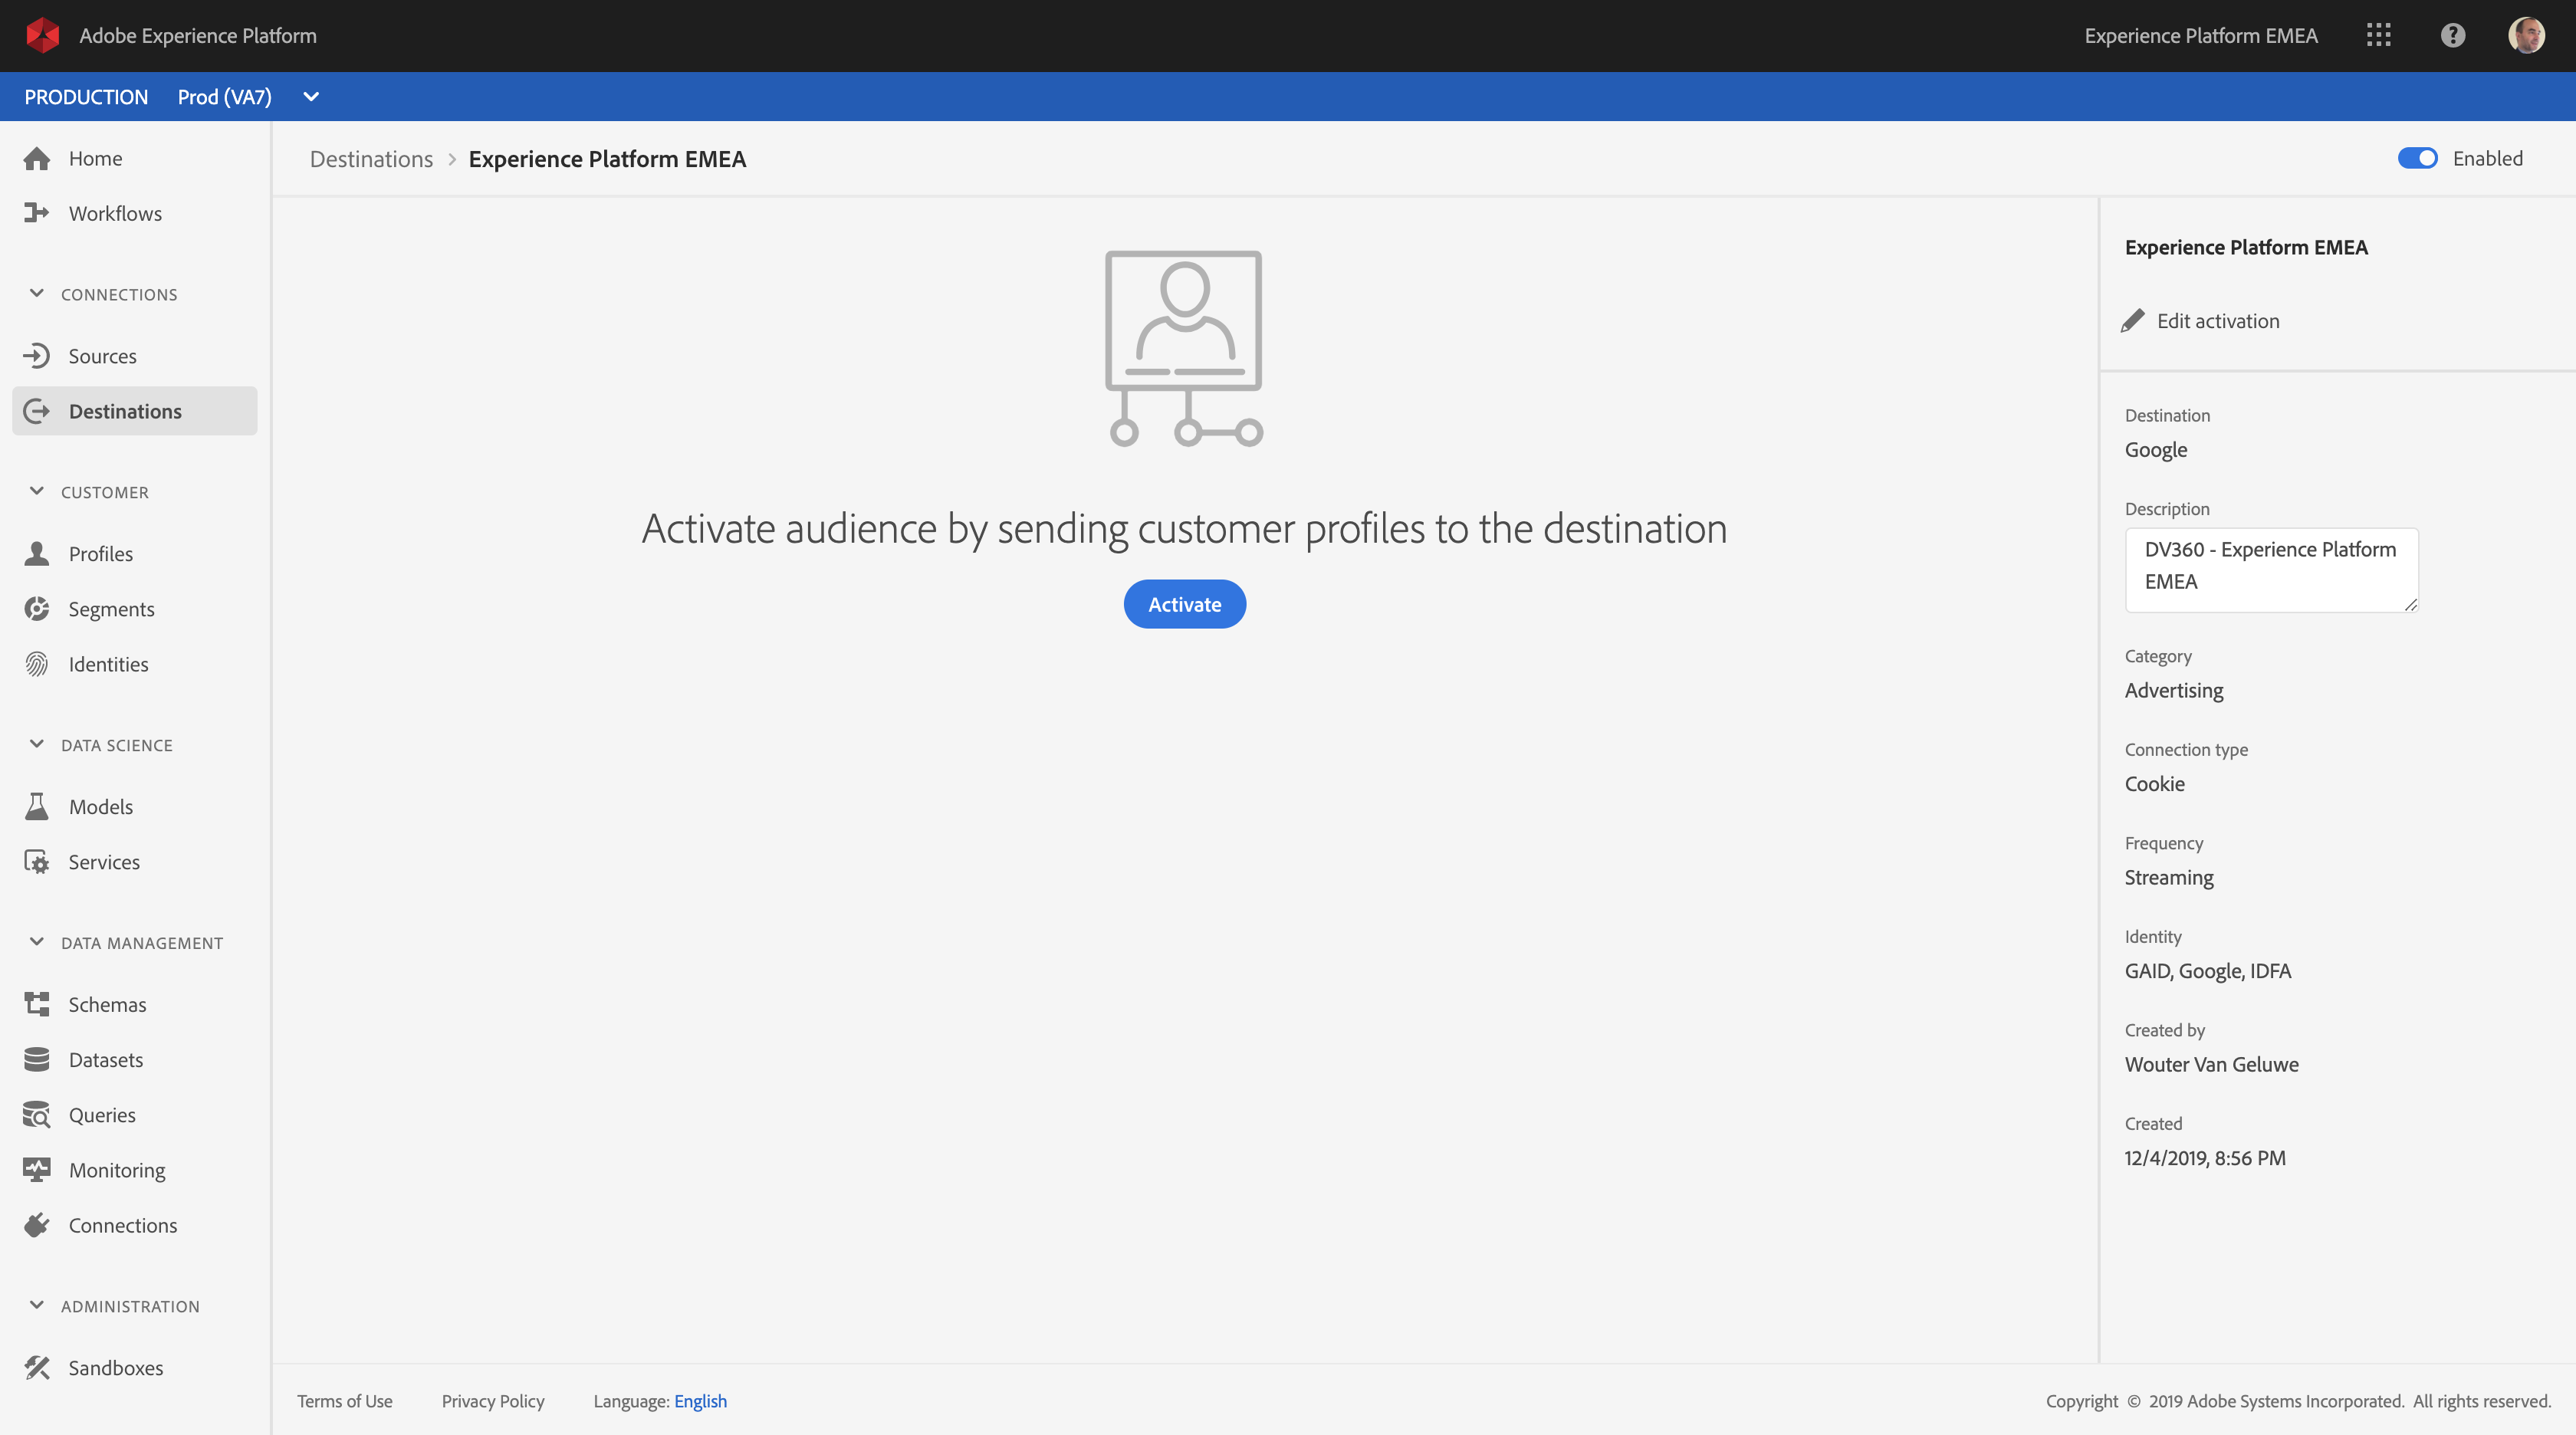 Adobe Experience Platform
Experience Platform EMEA
PRODUCTION Prod (VA7)
Home
Workflows
CONNECTIONS
Sources
Destinations
CUSTOMER
Profiles
Segments
Identities
DATA SCIENCE
Models
Services
DATA MANAGEMENT
Schemas
Datasets
Queries
Monitoring
Connections
ADMINISTRATION
Sandboxes
Destinations > Experience Platform EMEA
Enabled
Activate audience by sending customer profiles to the destination
Activate
Experience Platform EMEA
Edit activation
Destination
Google
Description
DV360 - Experience Platform
EMEA
Category
Advertising
Connection type
Cookie
Frequency
Streaming
Identity
GAID, Google, IDFA
Created by
Wouter Van Geluwe
Created
12/4/2019, 8:56 PM
Terms of Use Privacy Policy Language: English
Copyright © 2019 Adobe Systems Incorporated. All rights reserved.